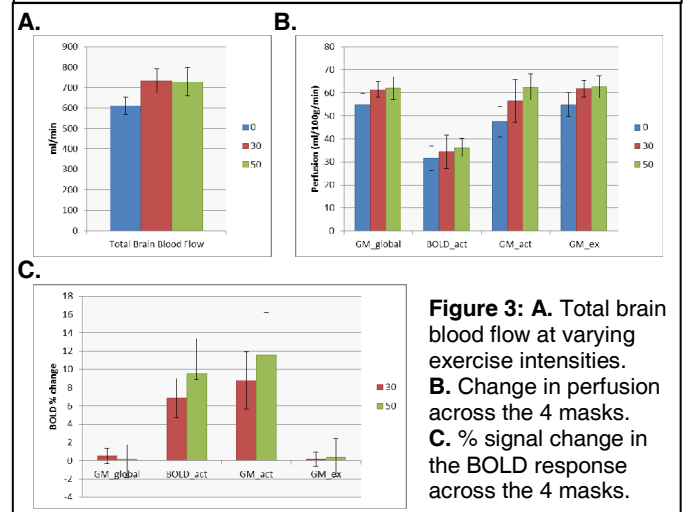 A.
B.
900
800
700
600
500
400
300
200
100
0
ml/min
Total Brain Blood Flow
0
30
50
80
70
60
50
40
30
20
10
0
Perfusion (ml/100g/min)
GM_global
BOLD_act
GM_act
GM_ex
0
30
50
C.
18
16
14
12
10
8
6
4
2
0
-2
-4
BOLD % change
GM_global
BOLD_act
GM_act
GM_ex
30
50
Figure 3: A. Total brain
blood flow at varying
exercise intensities.
B. Change in perfusion
across the 4 masks.
C. % signal change in
the BOLD response
across the 4 masks.